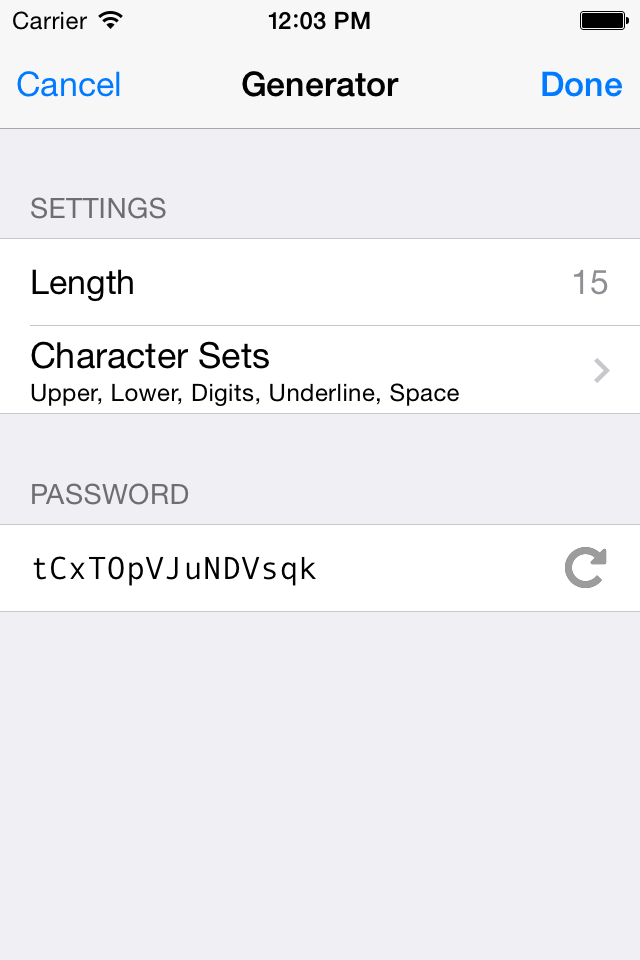 Carrier 12:03 PM
Cancel Generator Done
SETTINGS
Length 15
Character Sets
Upper, Lower, Digits, Underline, Space
PASSWORD
tCxTOpVJuNDVsqk